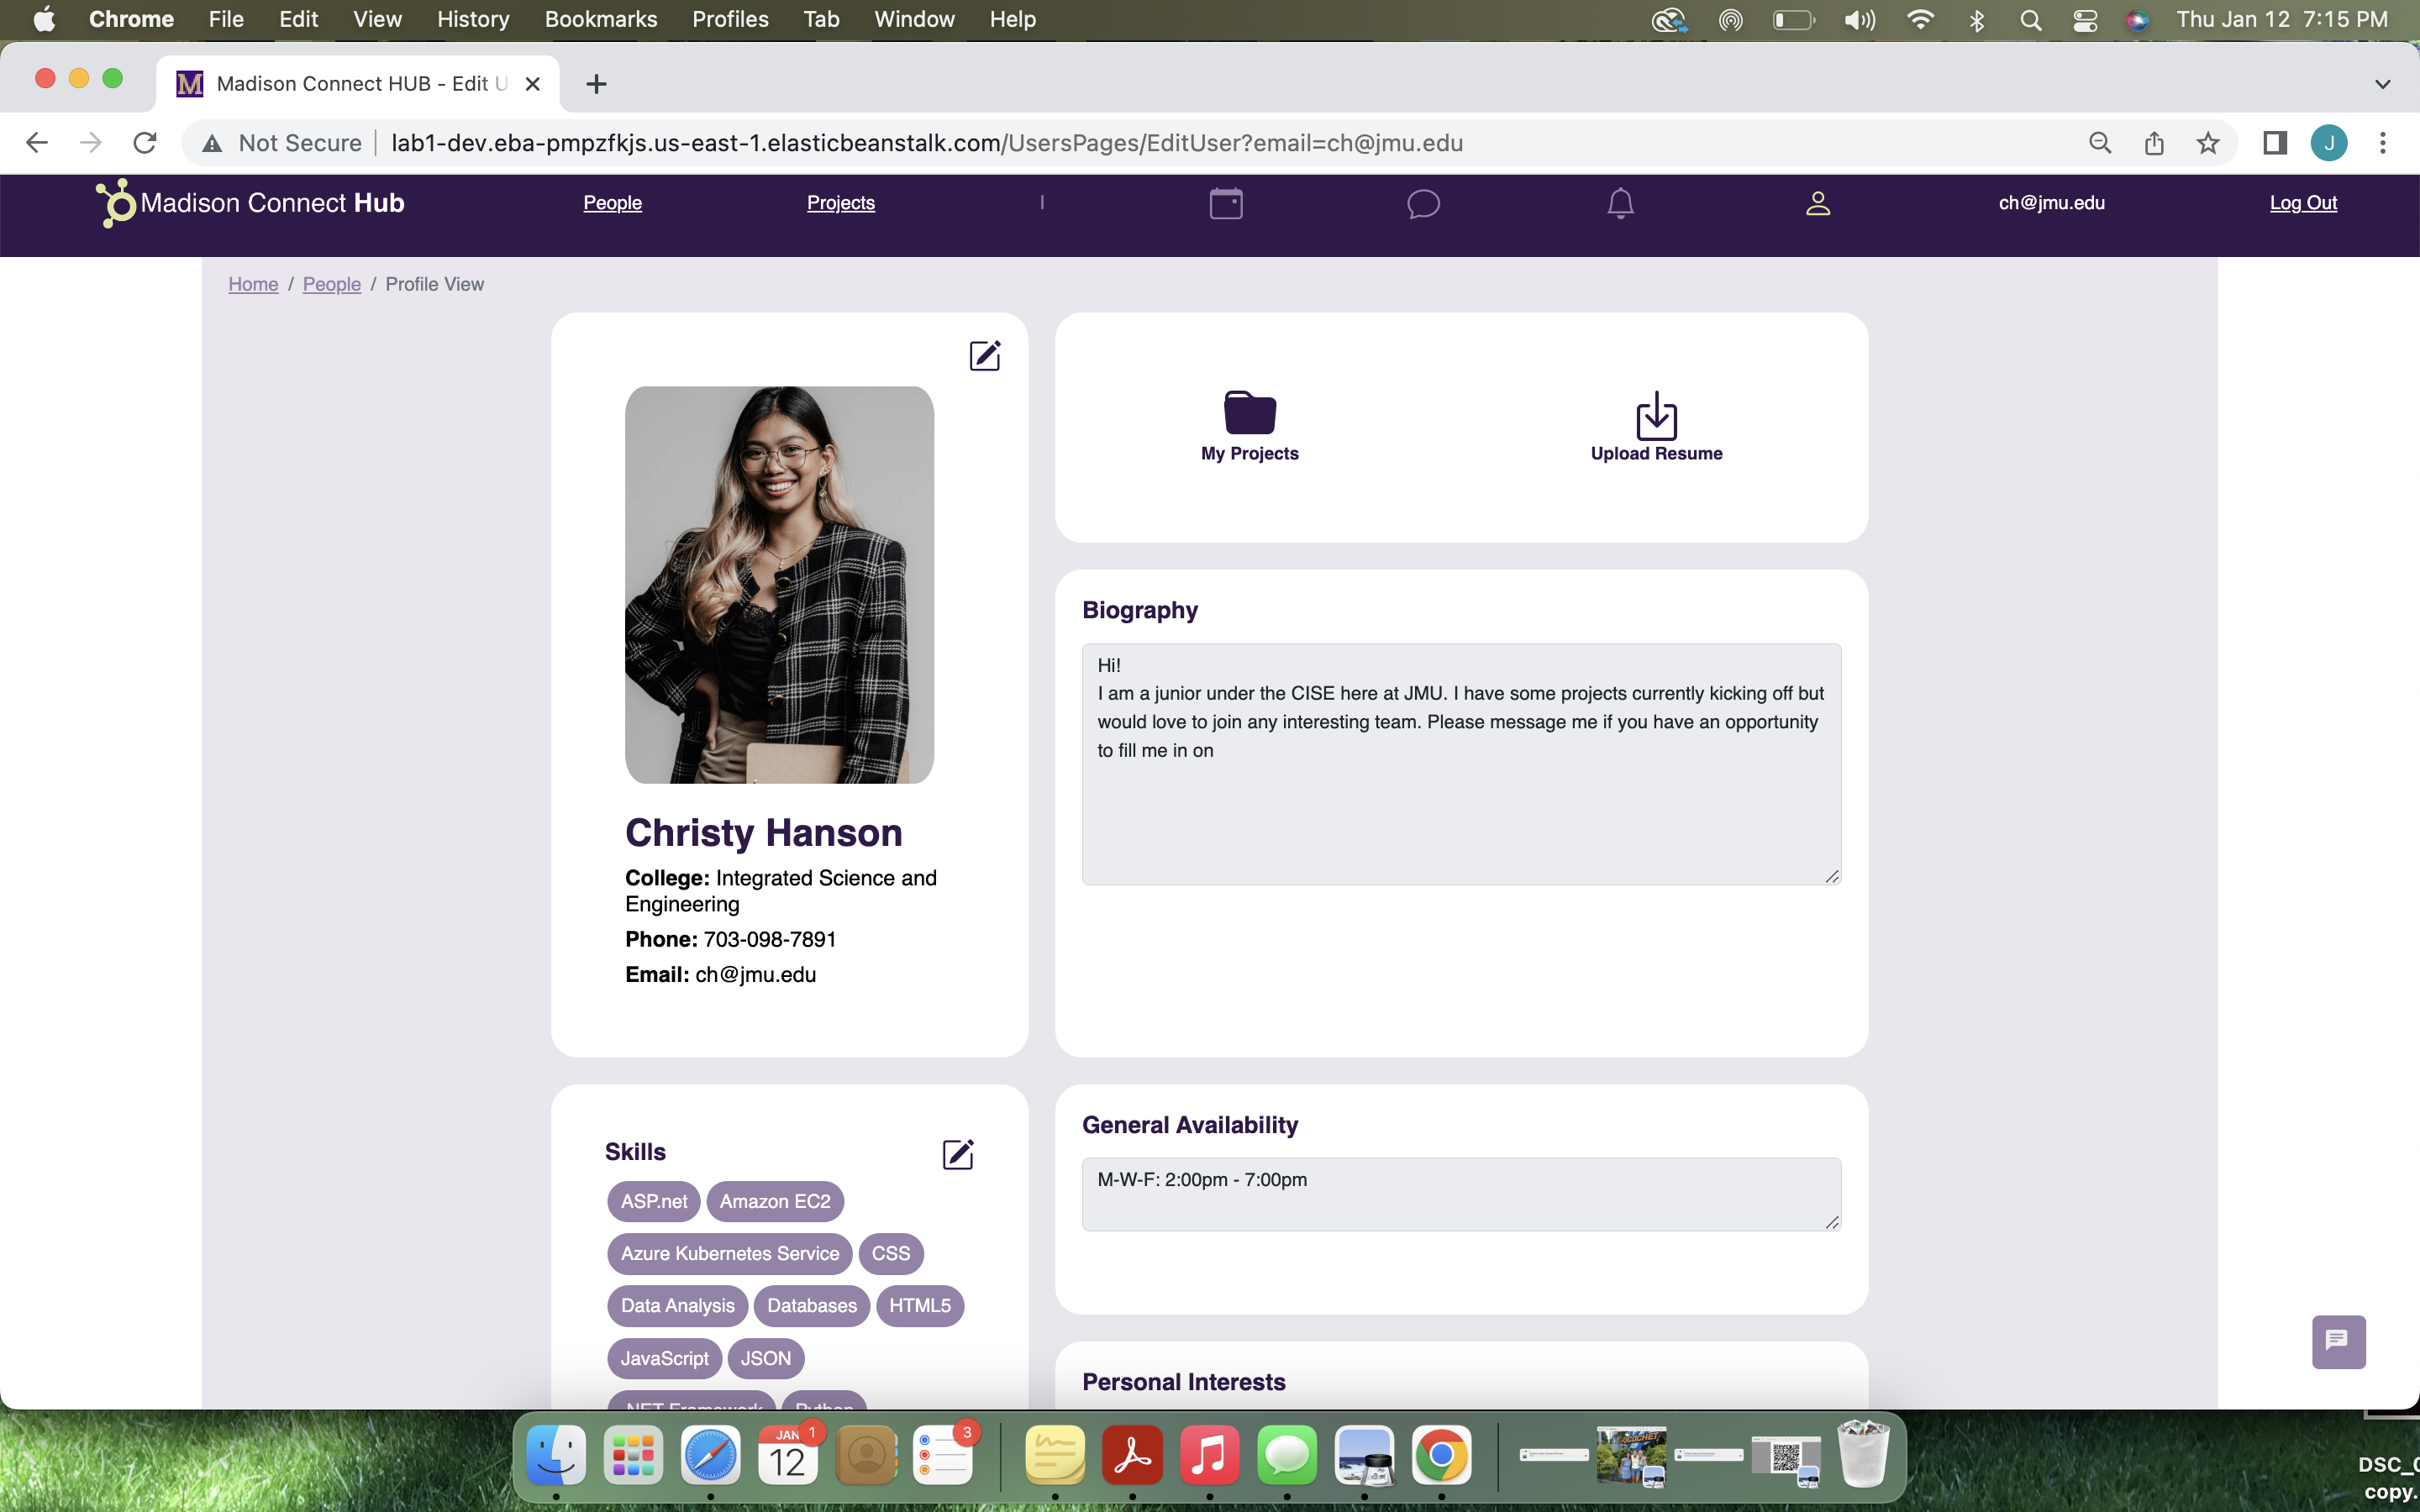 Chrome File Edit View History Bookmarks Profiles Tab Window Help Thu Jan 12 7:15 PM
Madison Connect HUB - Edit U
Not Secure lab1-dev.eba-pmpzfkjs.us-east-1.elasticbeanstalk.com/UsersPages/EditUser?email=ch@jmu.edu J
Madison Connect Hub People Projects | ch@jmu.edu Log Out
Home / People / Profile View
My Projects Upload Resume
Biography
Hi!
I am a junior under the CISE here at JMU. I have some projects currently kicking off but
would love to join any interesting team. Please message me if you have an opportunity
to fill me in on
Christy Hanson
College: Integrated Science and
Engineering
Phone: 703-098-7891
Email: ch@jmu.edu
General Availability
M-W-F: 2:00pm - 7:00pm
Skills
ASP.net Amazon EC2
Azure Kubernetes Service CSS
Data Analysis Databases HTML5
JavaScript JSON
.NET Framework Python
Personal Interests
JAN 1
12
3
RICOCHET
DSC_0
copy.